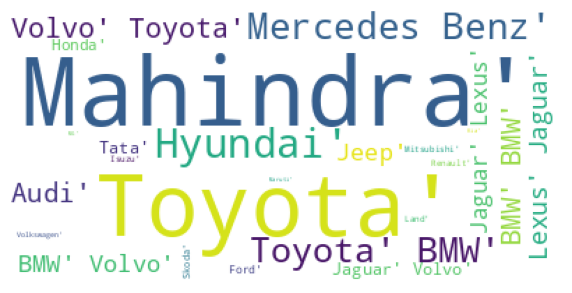 Volvo' Toyota'
Mercedes Benz'
Honda'
Mahindra'
Lexus'
Jaguar'
Tata'
Isuzu'
Hyundai'
Jeep'
Mitsubishi'
Renault'
Jaguar'
BMW'
Audi'
Toyota'
Maruti'
Land'
BMW'
Lexus'
Volkswagen'
Toyota' BMW'
BMW' Volvo'
Skoda'
Ford'
Jaguar' Volvo'